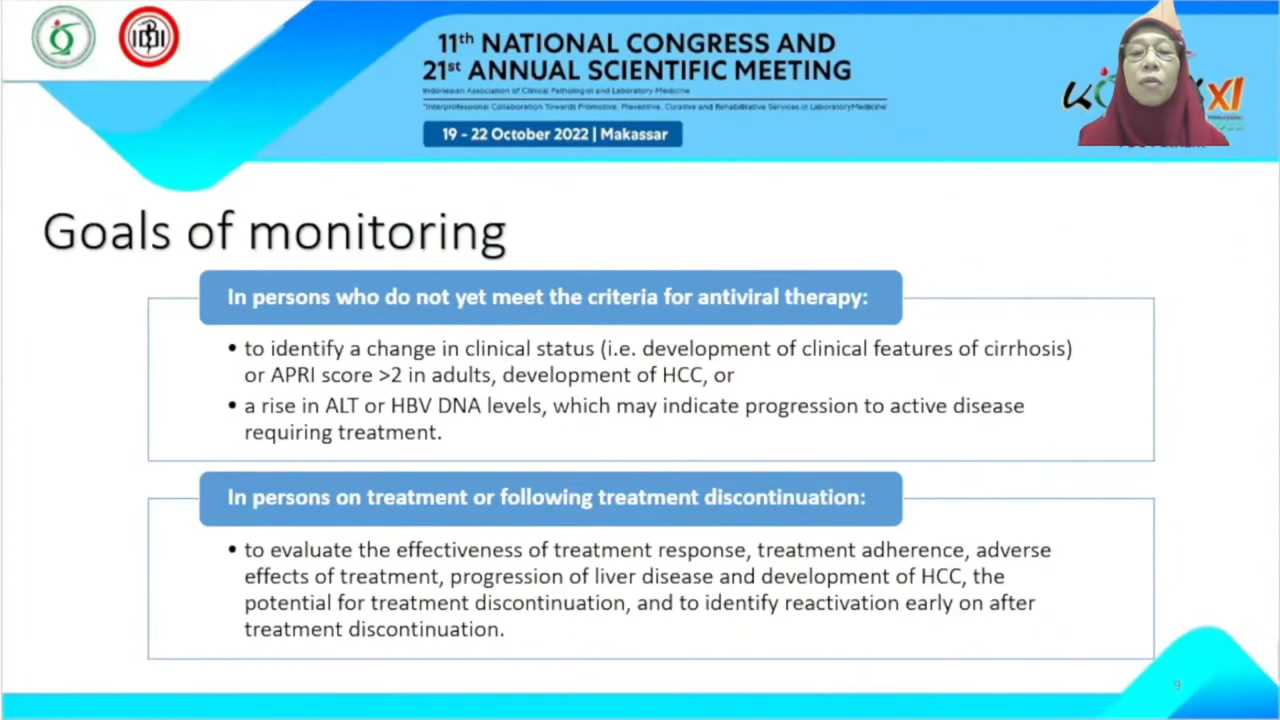 IDI
11th NATIONAL CONGRESS AND
21st ANNUAL SCIENTIFIC MEETING
Indonesian Association of Clinical Pathologist and Laboratory Medicine
"Interprofessional Collaboration Towards Promotive, Preventive, Curative and Rehabilitative Services in LaboratoryMedicine"
19 - 22 October 2022 | Makassar
XI
Goals of monitoring
In persons who do not yet meet the criteria for antiviral therapy:
• to identify a change in clinical status (i.e. development of clinical features of cirrhosis)
or APRI score >2 in adults, development of HCC, or
• a rise in ALT or HBV DNA levels, which may indicate progression to active disease
requiring treatment.
In persons on treatment or following treatment discontinuation:
• to evaluate the effectiveness of treatment response, treatment adherence, adverse
effects of treatment, progression of liver disease and development of HCC, the
potential for treatment discontinuation, and to identify reactivation early on after
treatment discontinuation.
9